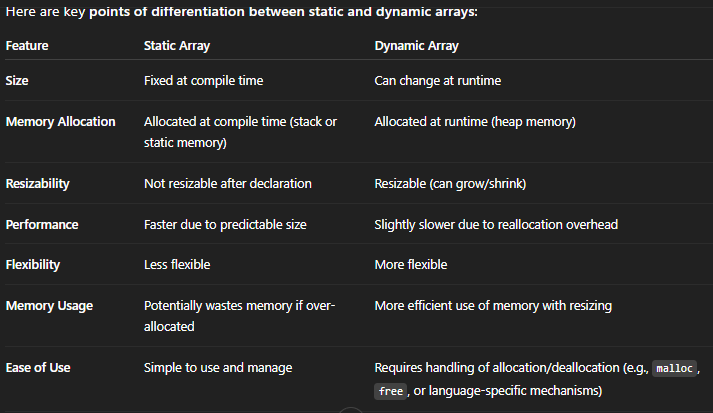 Here are key points of differentiation between static and dynamic arrays:
Feature Static Array Dynamic Array
Size Fixed at compile time Can change at runtime
Memory Allocation Allocated at compile time (stack or Allocated at runtime (heap memory)
static memory)
Resizability Not resizable after declaration Resizable (can grow/shrink)
Performance Faster due to predictable size Slightly slower due to reallocation overhead
Flexibility Less flexible More flexible
Memory Usage Potentially wastes memory if over- More efficient use of memory with resizing
allocated
Ease of Use Simple to use and manage Requires handling of allocation/deallocation (e.g., malloc,
free, or language-specific mechanisms)